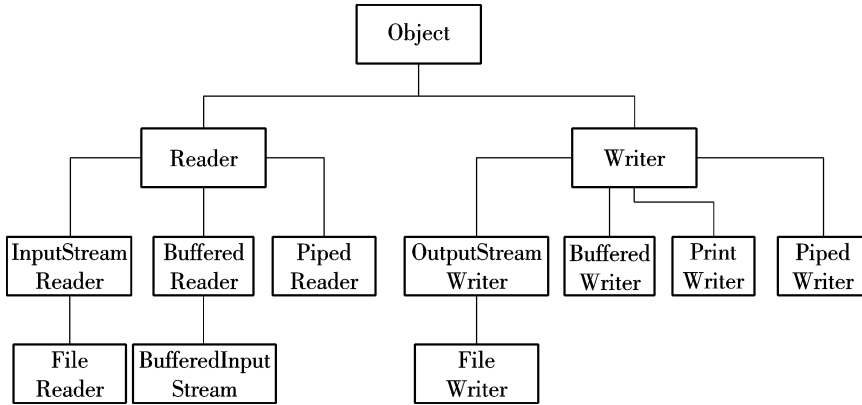 Object
Reader
Writer
InputStream
Reader
Buffered
Reader
Piped
Reader
OutputStream
Writer
Buffered
Writer
Print
Writer
Piped
Writer
File
Reader
BufferedInput
Stream
File
Writer